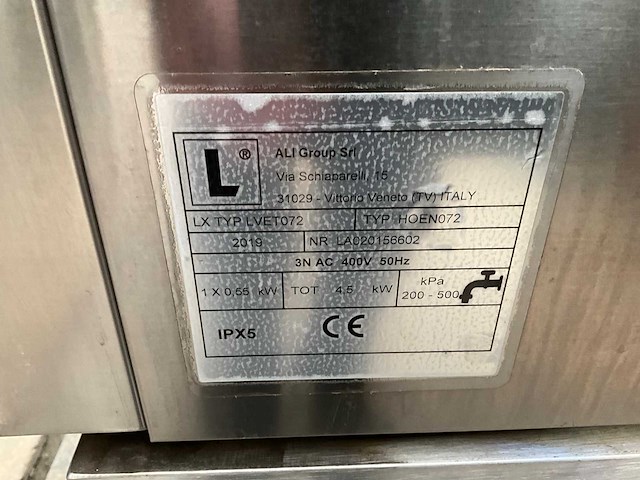 L ®
ALI Group Srl
Via Schiaparelli, 15
31029 - Vittorio Veneto (TV) ITALY
LX TYP LVET072 TYP: HOEN072
2019 NR LA020156602
3N AC 400V 50Hz
1 X 0,55 kW TOT 4.5 kW kPa 200 - 500
IPX5 CE